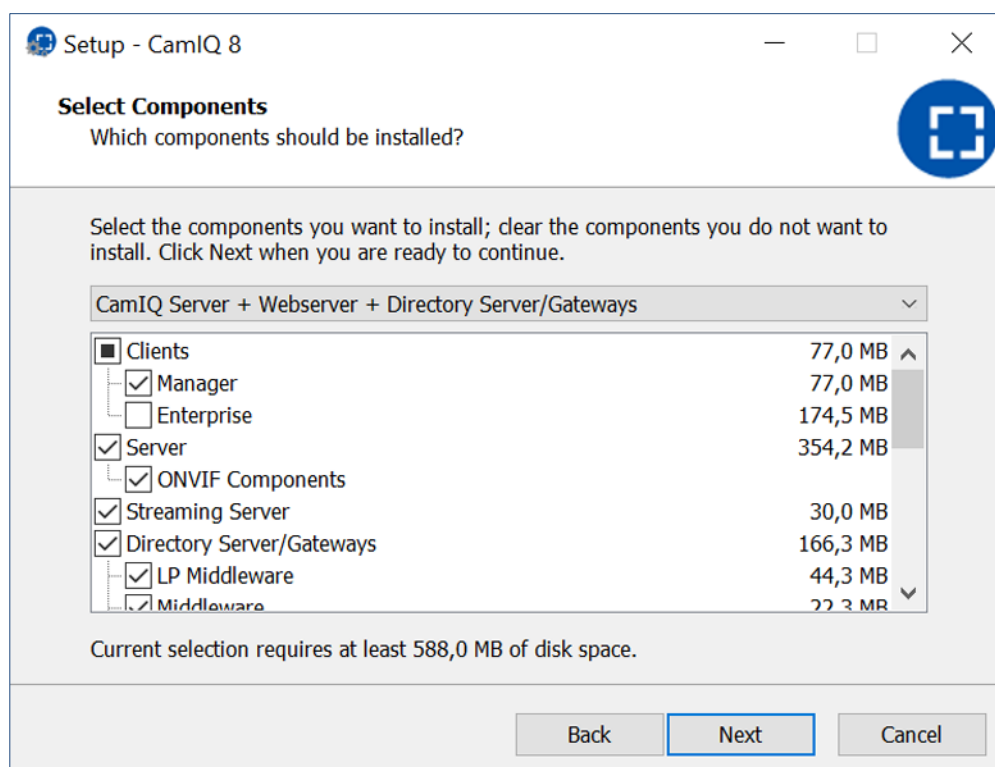 Setup - CamIQ 8
Select Components
Which components should be installed?
Select the components you want to install; clear the components you do not want to
install. Click Next when you are ready to continue.
CamIQ Server + Webserver + Directory Server/Gateways
Clients 77,0 MB
Manager 77,0 MB
Enterprise 174,5 MB
Server 354,2 MB
ONVIF Components
Streaming Server 30,0 MB
Directory Server/Gateways 166,3 MB
LP Middleware 44,3 MB
Middleware 22,3 MB
Current selection requires at least 588,0 MB of disk space.
Back Next Cancel